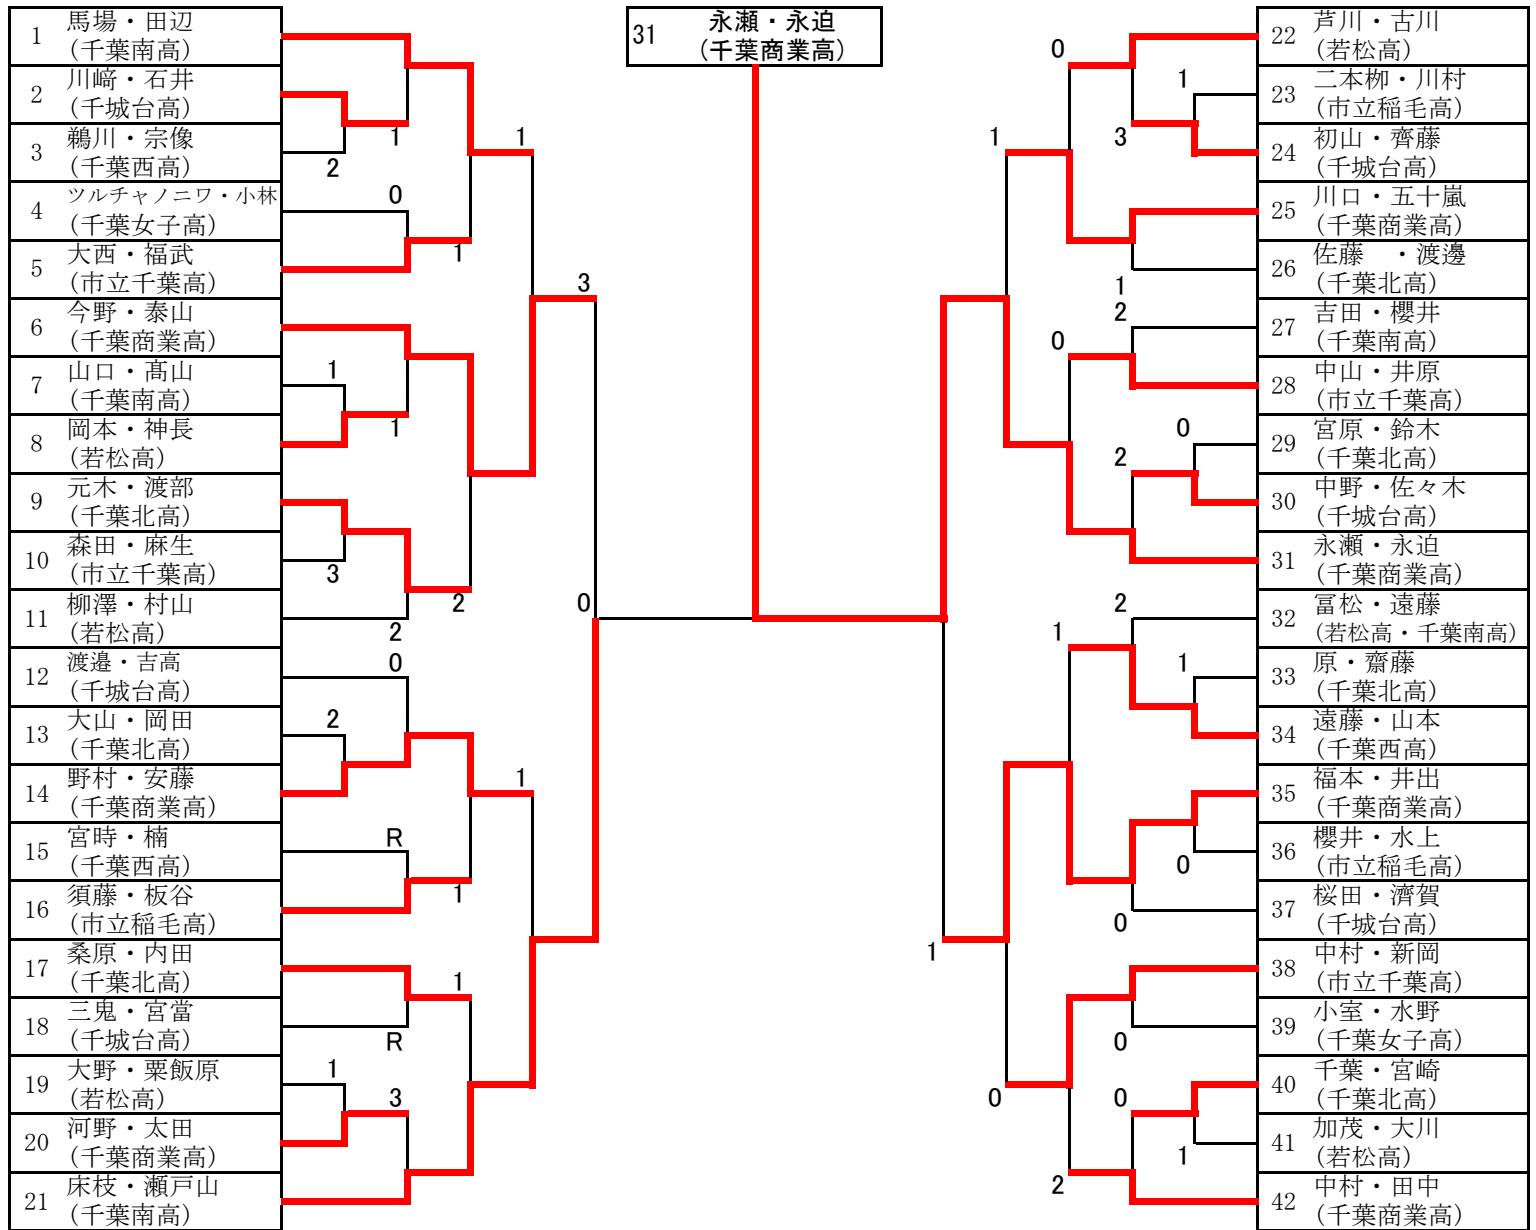 1 馬場・田辺
(千葉南高)
2 川﨑・石井
(千城台高)
3 鵜川・宗像
(千葉西高)
4 ツルチャノニワ・小林
(千葉女子高)
5 大西・福武
(市立千葉高)
6 今野・泰山
(千葉商業高)
7 山口・髙山
(千葉南高)
8 岡本・神長
(若松高)
9 元木・渡部
(千葉北高)
10 森田・麻生
(市立千葉高)
11 柳澤・村山
(若松高)
12 渡邉・吉高
(千城台高)
13 大山・岡田
(千葉北高)
14 野村・安藤
(千葉商業高)
15 宮時・楠
(千葉西高)
16 須藤・板谷
(市立稲毛高)
17 桑原・内田
(千葉北高)
18 三鬼・宮當
(千城台高)
19 大野・粟飯原
(若松高)
20 河野・太田
(千葉商業高)
21 床枝・瀬戸山
(千葉南高)
1
2
0
1
1
1
1
3
2
2
0
2
R
1
R
1
3
1
1
3
1
0
31 永瀬・永迫
(千葉商業高)
0
1
3
1
1
2
0
0
2
2
1
1
0
0
1
0
0
1
2
0
22 芦川・古川
(若松高)
23 二本栁・川村
(市立稲毛高)
24 初山・齊藤
(千城台高)
25 川口・五十嵐
(千葉商業高)
26 佐藤　・渡邊
(千葉北高)
27 吉田・櫻井
(千葉南高)
28 中山・井原
(市立千葉高)
29 宮原・鈴木
(千葉北高)
30 中野・佐々木
(千城台高)
31 永瀬・永迫
(千葉商業高)
32 冨松・遠藤
(若松高・千葉南高)
33 原・齋藤
(千葉北高)
34 遠藤・山本
(千葉西高)
35 福本・井出
(千葉商業高)
36 櫻井・水上
(市立稲毛高)
37 桜田・濟賀
(千城台高)
38 中村・新岡
(市立千葉高)
39 小室・水野
(千葉女子高)
40 千葉・宮崎
(千葉北高)
41 加茂・大川
(若松高)
42 中村・田中
(千葉商業高)